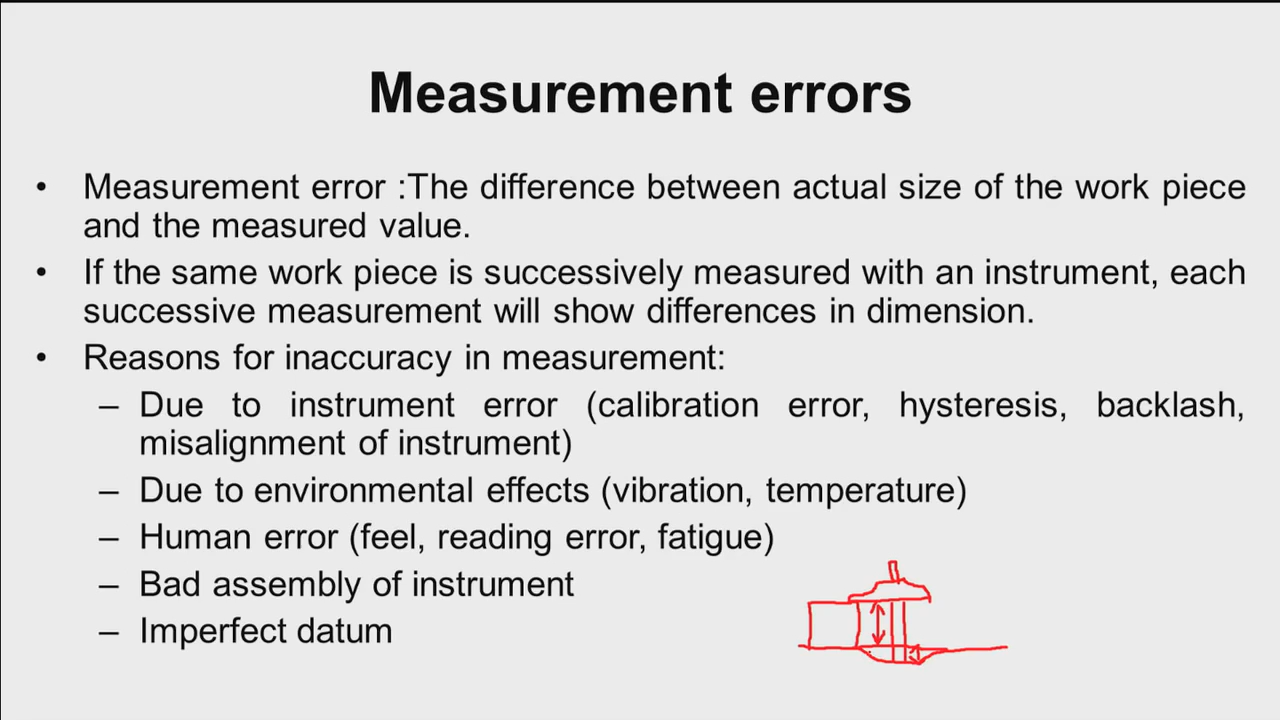 Measurement errors
• Measurement error :The difference between actual size of the work piece
and the measured value.
• If the same work piece is successively measured with an instrument, each
successive measurement will show differences in dimension.
• Reasons for inaccuracy in measurement:
– Due to instrument error (calibration error, hysteresis, backlash,
misalignment of instrument)
– Due to environmental effects (vibration, temperature)
– Human error (feel, reading error, fatigue)
– Bad assembly of instrument
– Imperfect datum